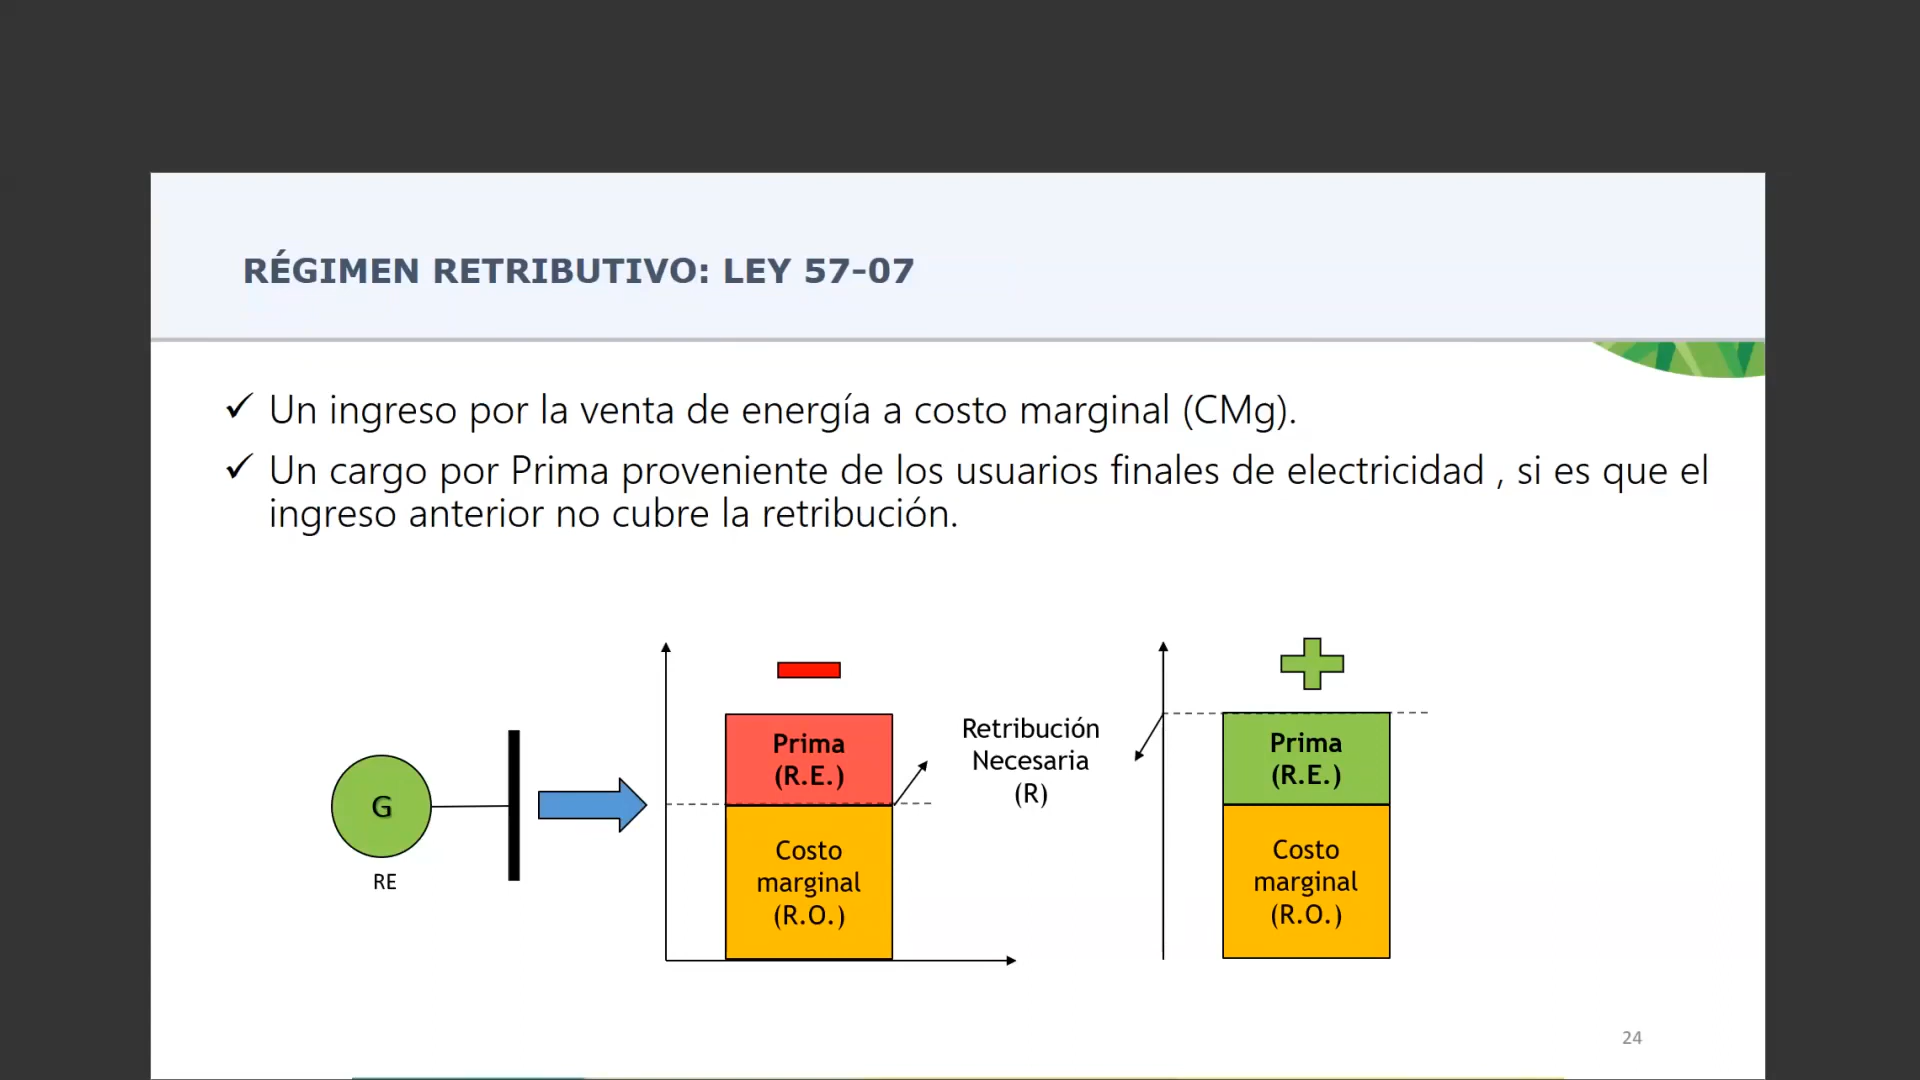 RÉGIMEN RETRIBUTIVO: LEY 57-07
✓ Un ingreso por la venta de energía a costo marginal (CMg).
✓ Un cargo por Prima proveniente de los usuarios finales de electricidad , si es que el
ingreso anterior no cubre la retribución.
G
RE
Prima
(R.E.)
Costo
marginal
(R.O.)
Retribución
Necesaria
(R)
Prima
(R.E.)
Costo
marginal
(R.O.)
24